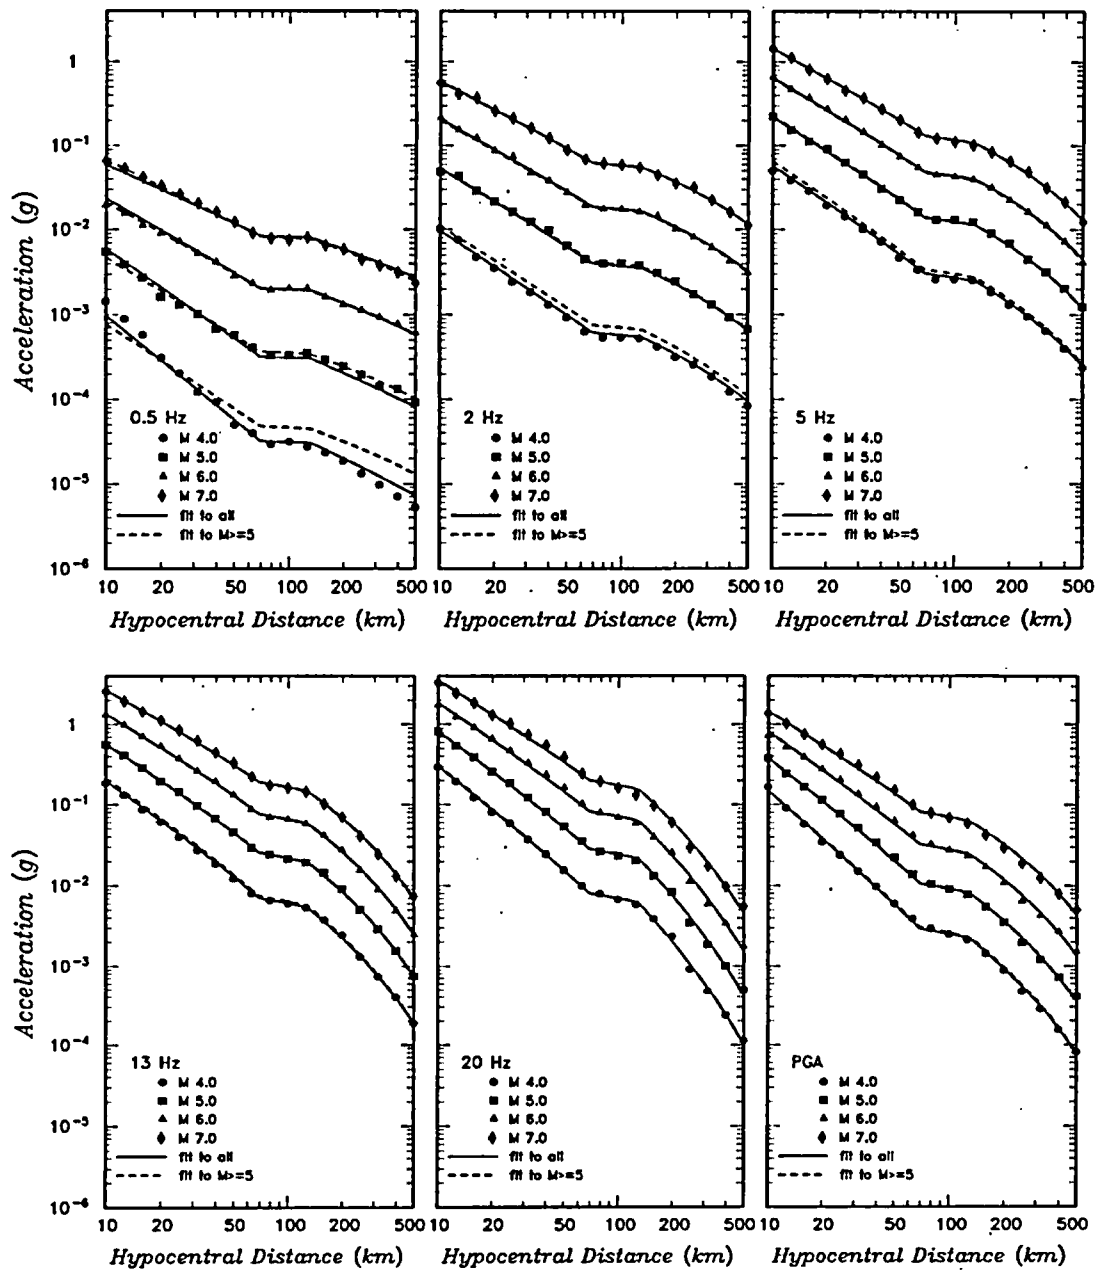 Acceleration (g)
1
10⁻¹
10⁻²
10⁻³
10⁻⁴
10⁻⁵
10⁻⁶
0.5 Hz
M 4.0
M 5.0
M 6.0
M 7.0
fit to all
fit to M>=5
10 20 50 100 200 500
Hypocentral Distance (km)
2 Hz
M 4.0
M 5.0
M 6.0
M 7.0
fit to all
fit to M>=5
10 20 50 100 200 500
Hypocentral Distance (km)
5 Hz
M 4.0
M 5.0
M 6.0
M 7.0
fit to all
fit to M>=5
10 20 50 100 200 500
Hypocentral Distance (km)
Acceleration (g)
1
10⁻¹
10⁻²
10⁻³
10⁻⁴
10⁻⁵
10⁻⁶
13 Hz
M 4.0
M 5.0
M 6.0
M 7.0
fit to all
fit to M>=5
10 20 50 100 200 500
Hypocentral Distance (km)
20 Hz
M 4.0
M 5.0
M 6.0
M 7.0
fit to all
fit to M>=5
10 20 50 100 200 500
Hypocentral Distance (km)
PGA
M 4.0
M 5.0
M 6.0
M 7.0
fit to all
fit to M>=5
10 20 50 100 200 500
Hypocentral Distance (km)